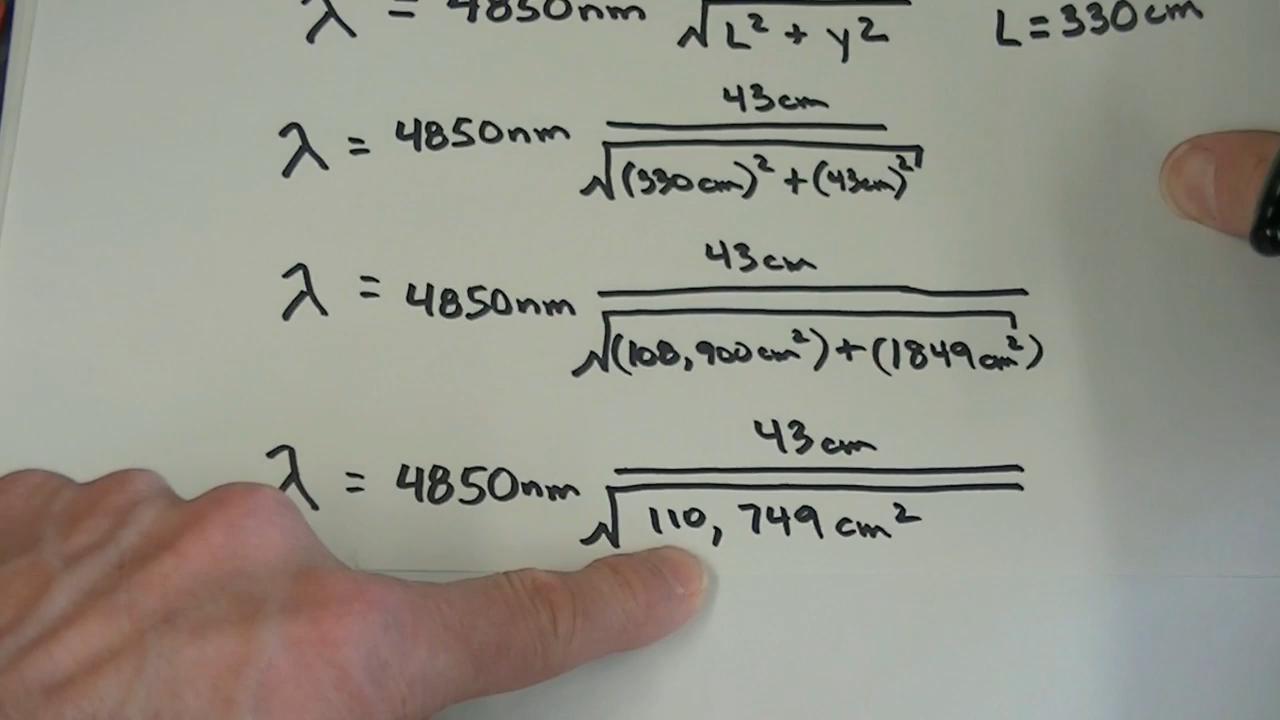 λ = 4850nm √L² + y² L = 330cm
λ = 4850nm 43cm / √(330cm)² + (43cm)²
λ = 4850nm 43cm / √(108,900cm²) + (1849cm²)
λ = 4850nm 43cm / √110,749cm²